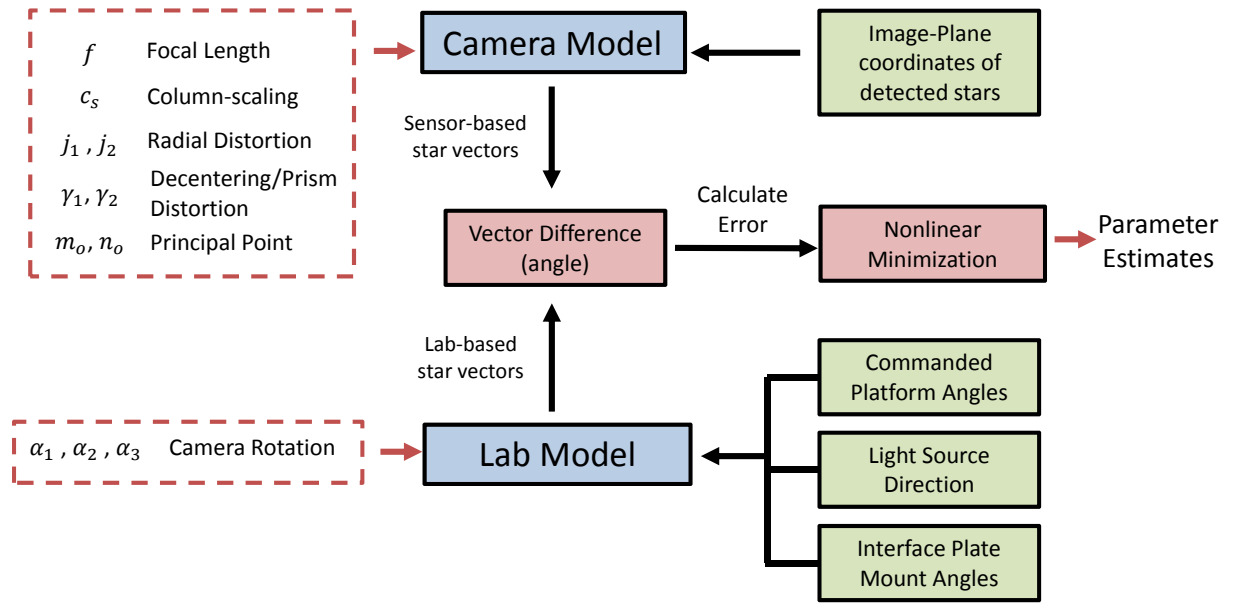 f Focal Length
c_s Column-scaling
j_1 , j_2 Radial Distortion
γ_1, γ_2 Decentering/Prism
Distortion
m_o, n_o Principal Point
Camera Model
Image-Plane
coordinates of
detected stars
Sensor-based
star vectors
Vector Difference
(angle)
Calculate
Error
Nonlinear
Minimization
Parameter
Estimates
Lab-based
star vectors
α_1 , α_2 , α_3 Camera Rotation
Lab Model
Commanded
Platform Angles
Light Source
Direction
Interface Plate
Mount Angles